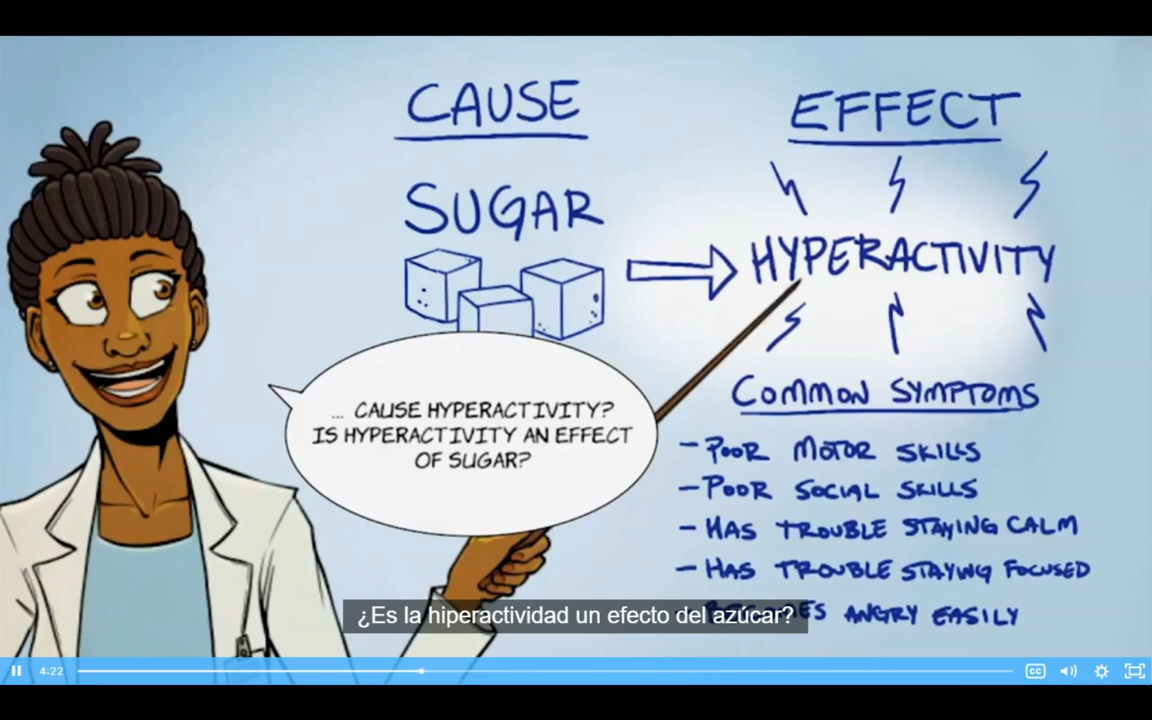 CAUSE
EFFECT
SUGAR
HYPERACTIVITY
... CAUSE HYPERACTIVITY?
IS HYPERACTIVITY AN EFFECT
OF SUGAR?
COMMON SYMPTOMS
- POOR MOTOR SKILLS
- POOR SOCIAL SKILLS
- HAS TROUBLE STAYING CALM
- HAS TROUBLE STAYING FOCUSED
ANGRY EASILY
¿Es la hiperactividad un efecto del azúcar?
4:22
CC